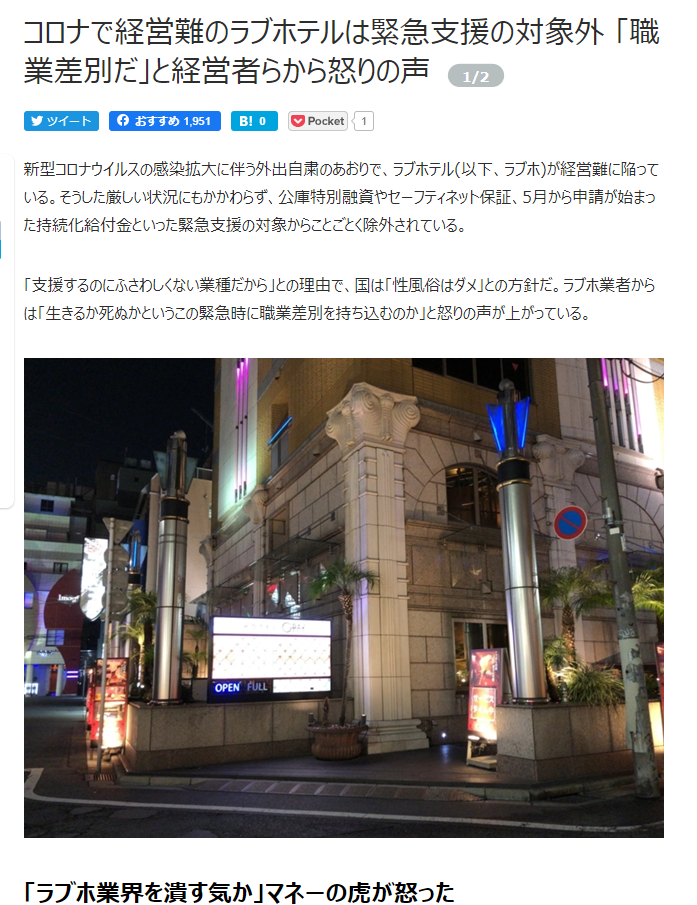 コロナで経営難のラブホテルは緊急支援の対象外 「職
業差別だ」と経営者らから怒りの声 1/2
ツイート おすすめ 1,951 B! 0 Pocket 1
新型コロナウイルスの感染拡大に伴う外出自粛のあおりで、ラブホテル(以下、ラブホ)が経営難に陥って
いる。そうした厳しい状況にもかかわらず、公庫特別融資やセーフティネット保証、5月から申請が始まっ
た持続化給付金といった緊急支援の対象からことごとく除外されている。
「支援するのにふさわしくない業種だから」との理由で、国は「性風俗はダメ」との方針だ。ラブホ業者から
は「生きるか死ぬかというこの緊急時に職業差別を持ち込むのか」と怒りの声が上がっている。
OPEN FULL
「ラブホ業界を潰す気か」マネーの虎が怒った